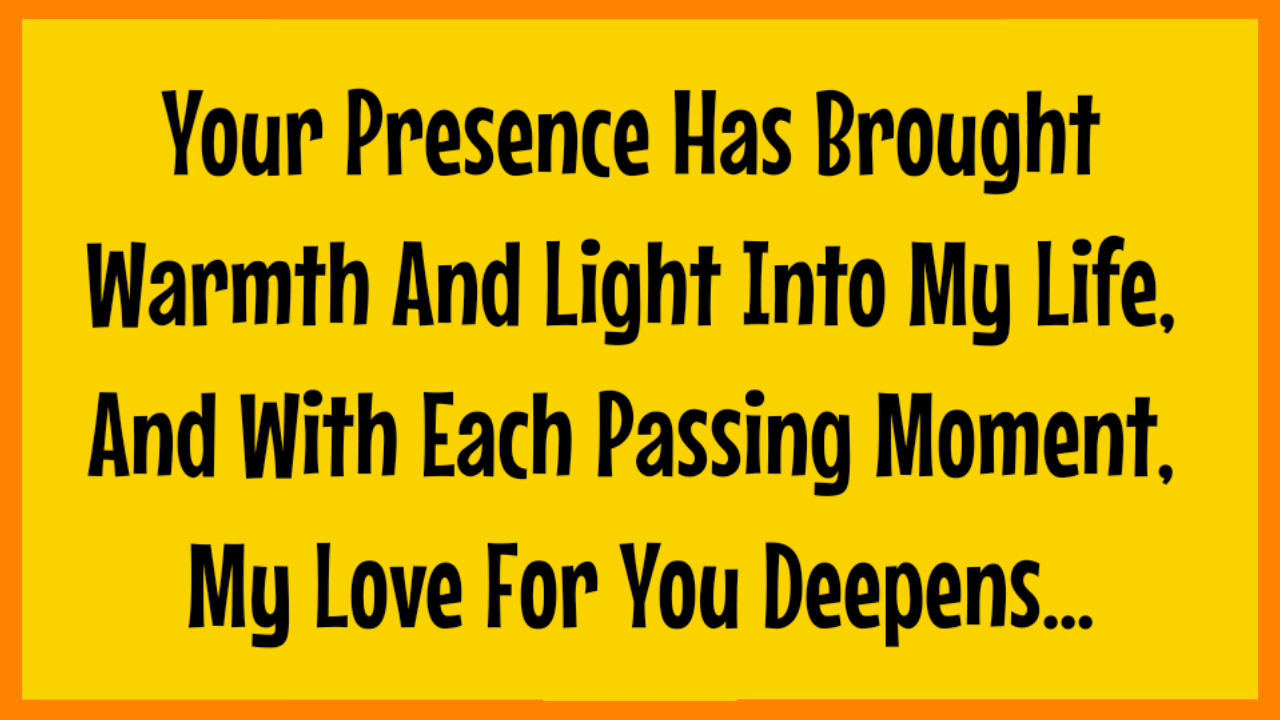 Your Presence Has Brought
Warmth And Light Into My Life,
And With Each Passing Moment,
My Love For You Deepens...